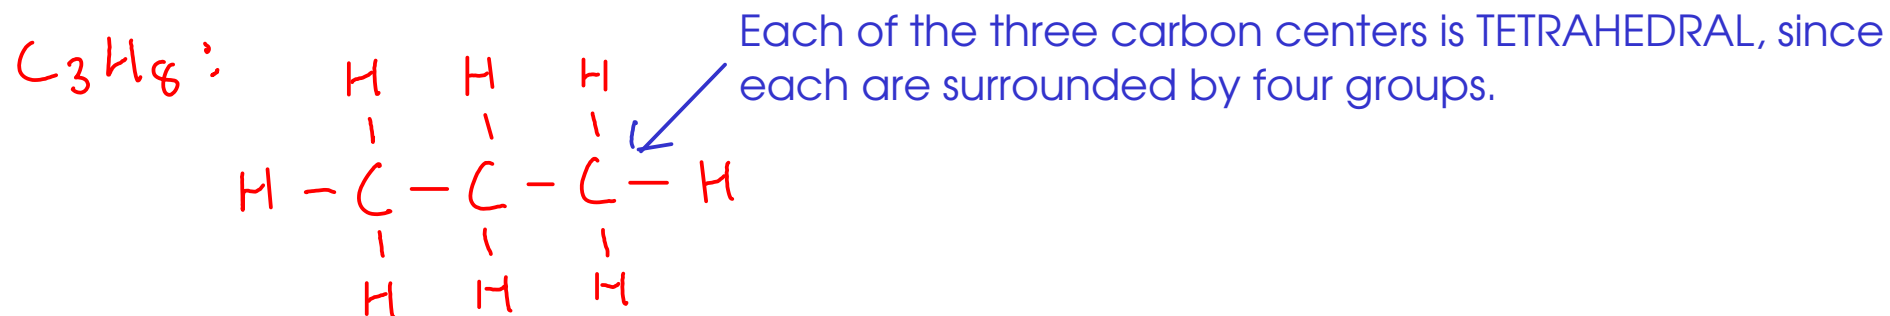 C3H8:
Each of the three carbon centers is TETRAHEDRAL, since
each are surrounded by four groups.
H H H
H - C - C - C - H
H H H